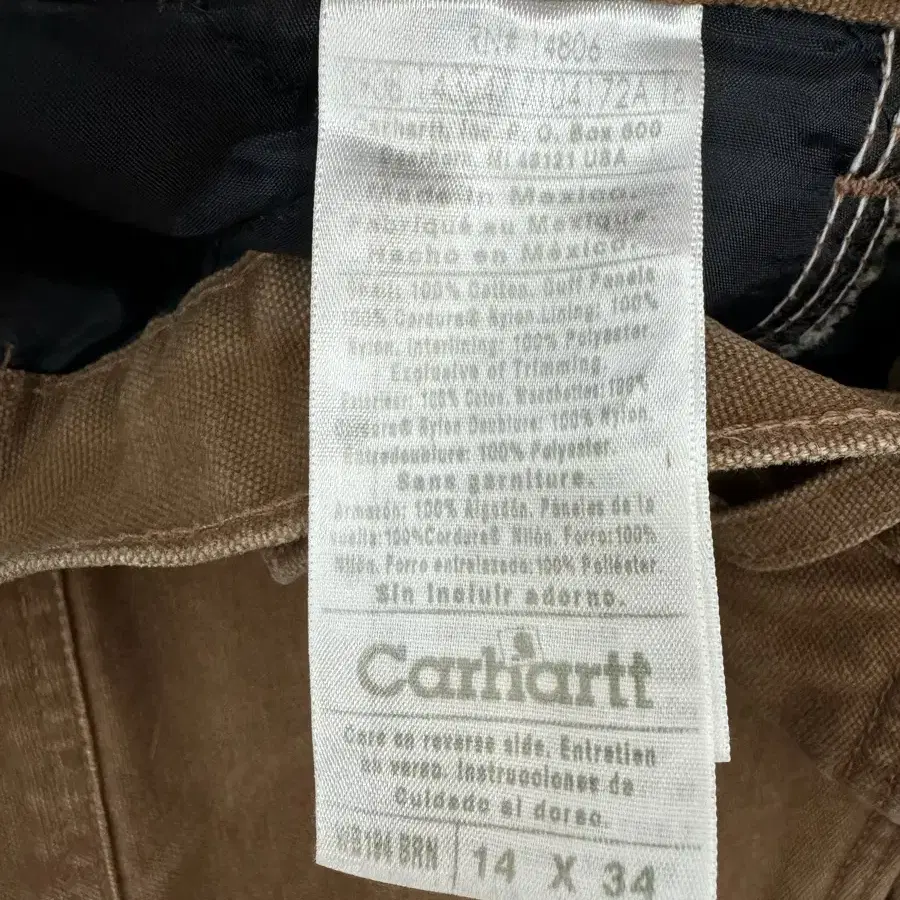 RN# 14806
Carhartt, Inc. P. O. Box 600
Dearborn, MI 48121 USA
Made in Mexico.
Fabriqué au Mexique.
Hecho en México.
Shell: 100% Cotton. Cuff Panels
100% Cordura® Nylon Lining: 100%
Nylon. Interlining: 100% Polyester.
Exclusive of Trimming.
Exterieur: 100% Coton. Manchettes: 100%
Cordura® Nylon Doublure: 100% Nylon.
Entredoublure: 100% Polyester.
Sans garniture.
Armazón: 100% Algodón. Paneles de la
100% Cordura® Nilón. Forro: 100%
Nilón. Forro entrelazado: 100% Poliéster.
Sin incluir adorno.
Carhartt
Care on reverse side. Entretien
au verso. Instrucciones de
Cuidado al dorso.
BRN 14 X 34